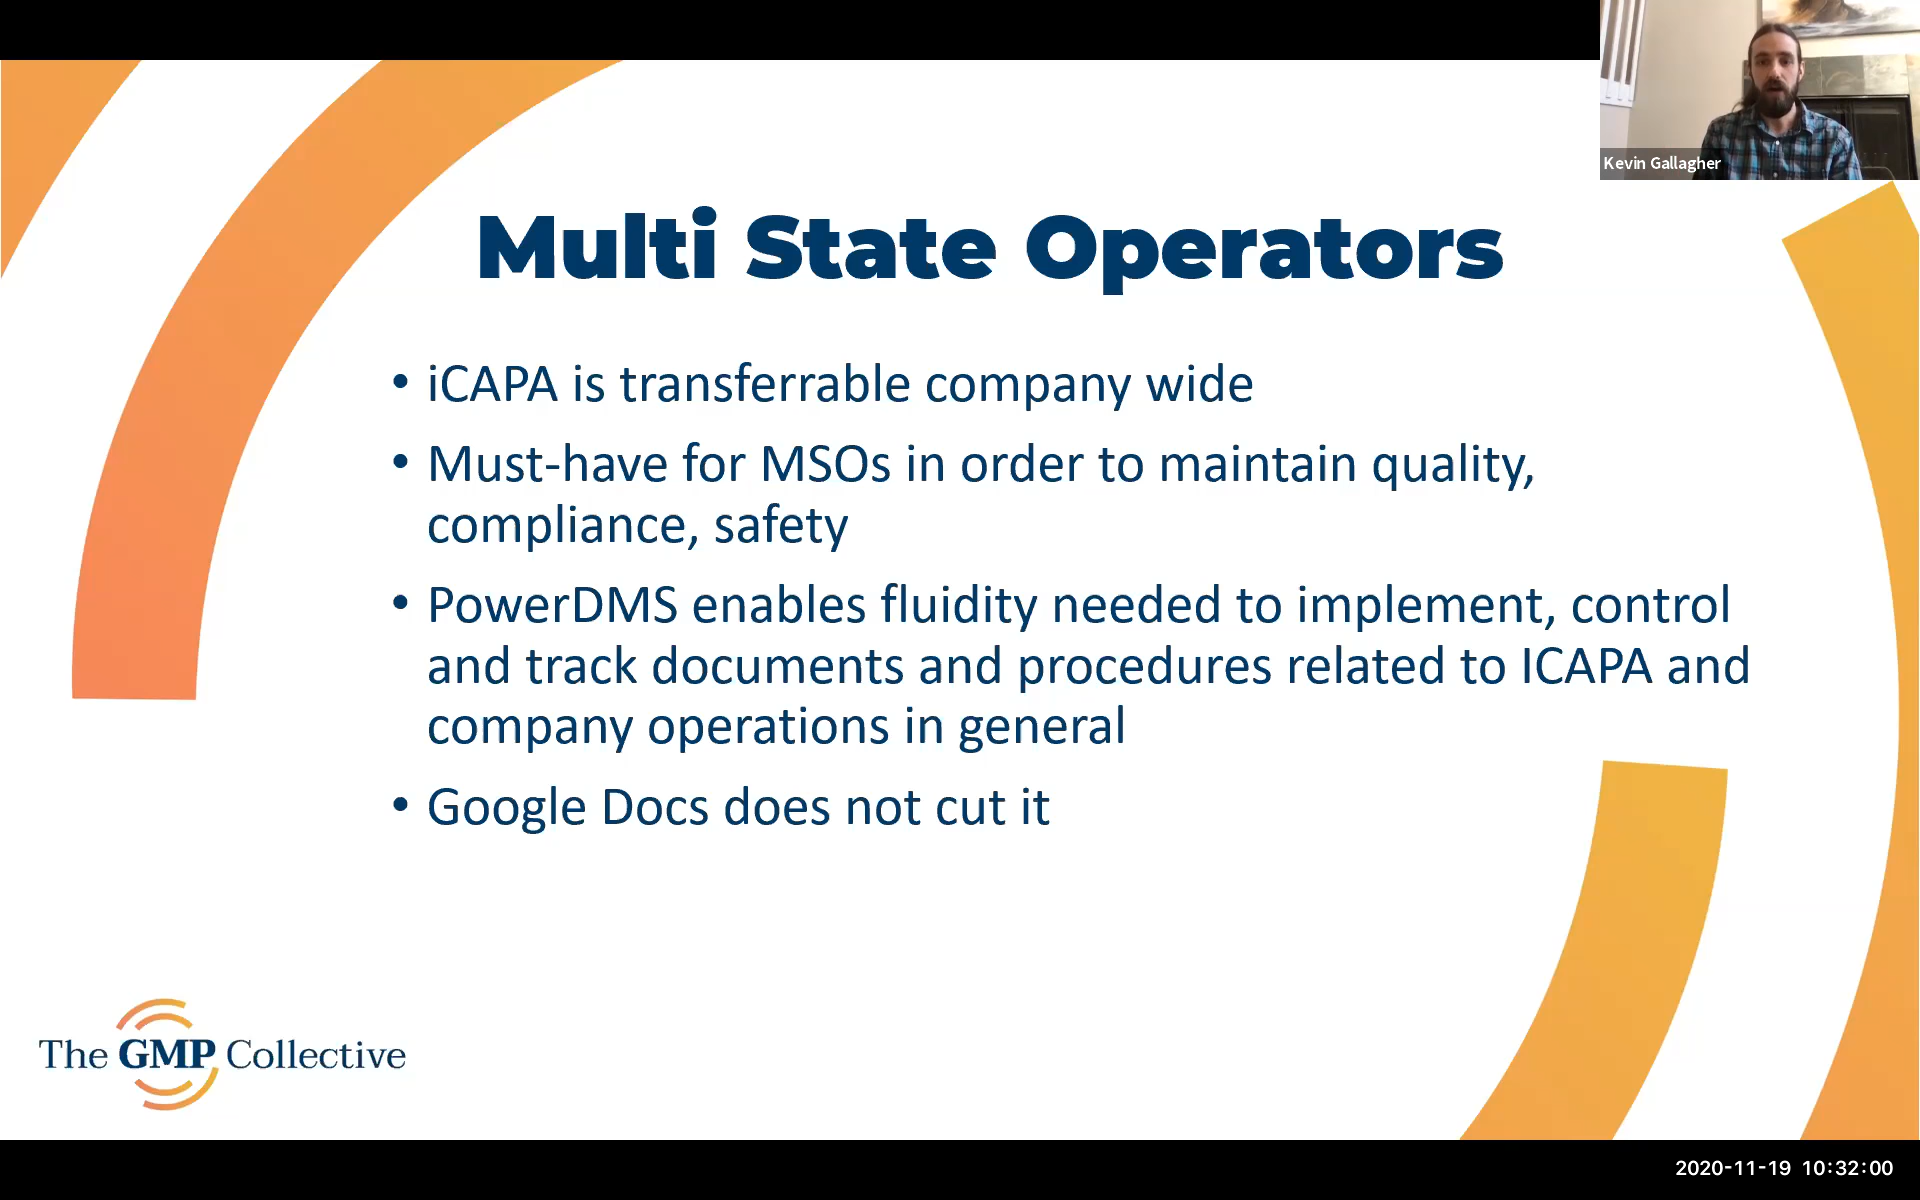 Kevin Gallagher
Multi State Operators
• iCAPA is transferrable company wide
• Must-have for MSOs in order to maintain quality,
compliance, safety
• PowerDMS enables fluidity needed to implement, control
and track documents and procedures related to ICAPA and
company operations in general
• Google Docs does not cut it
The GMP Collective
2020-11-19 10:32:00